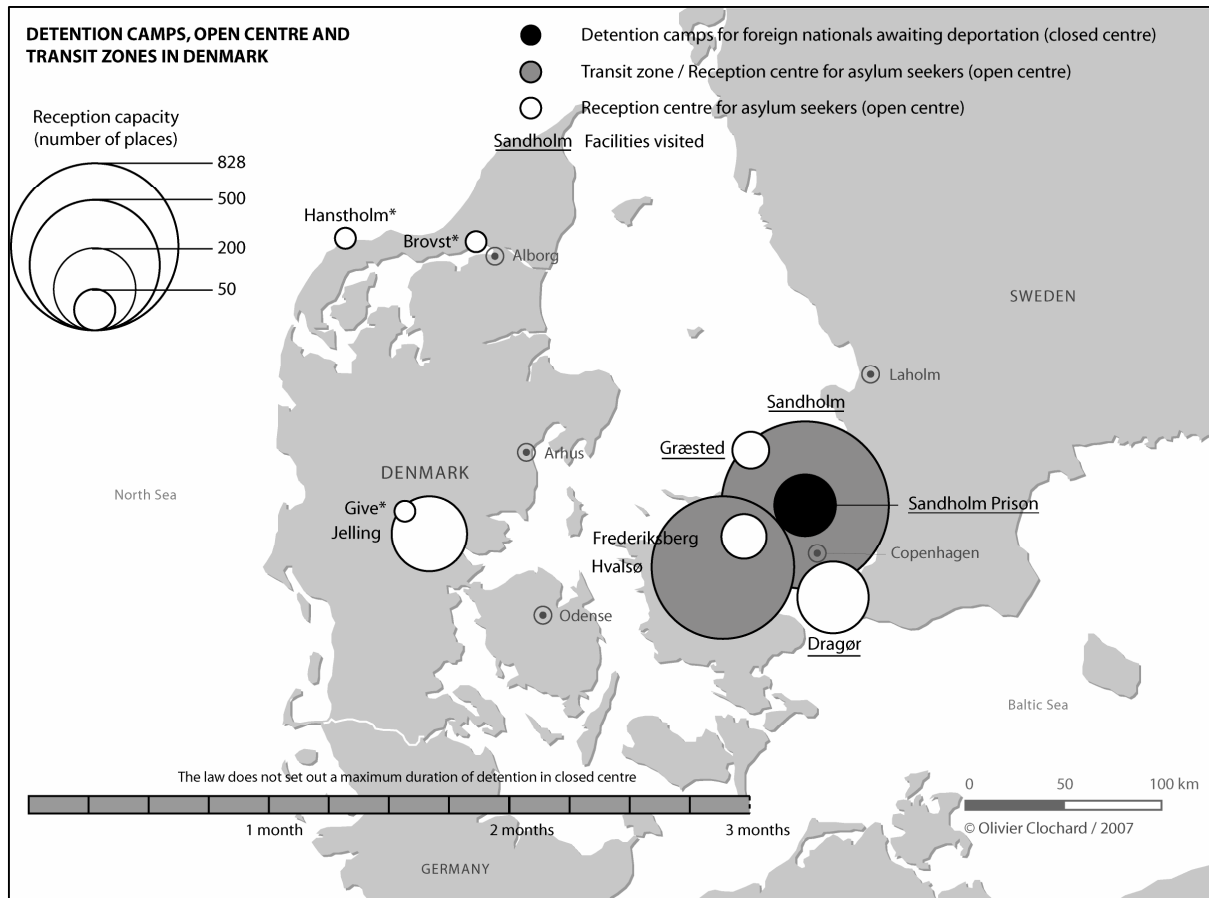 DETENTION CAMPS, OPEN CENTRE AND
TRANSIT ZONES IN DENMARK
Detention camps for foreign nationals awaiting deportation (closed centre)
Transit zone / Reception centre for asylum seekers (open centre)
Reception centre for asylum seekers (open centre)
Sandholm Facilities visited
Reception capacity
(number of places)
828
500
200
50
Hanstholm*
Brovst*
Alborg
SWEDEN
Laholm
Sandholm
Græsted
Arhus
DENMARK
North Sea
Sandholm Prison
Give*
Jelling
Frederiksberg
Hvalsø
Copenhagen
Odense
Dragør
Baltic Sea
The law does not set out a maximum duration of detention in closed centre
1 month
2 months
3 months
0 50 100 km
© Olivier Clochard / 2007
GERMANY